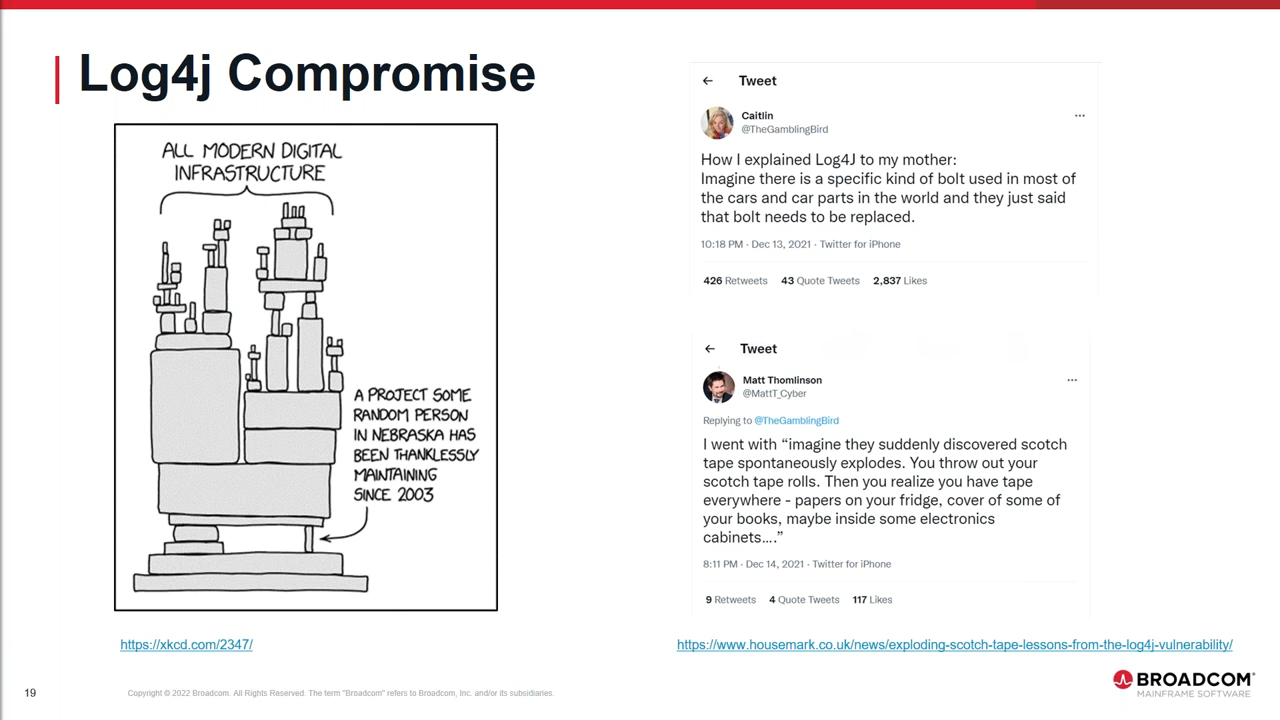 Log4j Compromise
ALL MODERN DIGITAL
INFRASTRUCTURE
A PROJECT SOME
RANDOM PERSON
IN NEBRASKA HAS
BEEN THANKLESSLY
MAINTAINING
SINCE 2003
https://xkcd.com/2347/
← Tweet
Caitlin
@TheGamblingBird
How I explained Log4J to my mother:
Imagine there is a specific kind of bolt used in most of
the cars and car parts in the world and they just said
that bolt needs to be replaced.
10:18 PM · Dec 13, 2021 · Twitter for iPhone
426 Retweets 43 Quote Tweets 2,837 Likes
← Tweet
Matt Thomlinson
@MattT_Cyber
Replying to @TheGamblingBird
I went with “imagine they suddenly discovered scotch
tape spontaneously explodes. You throw out your
scotch tape rolls. Then you realize you have tape
everywhere - papers on your fridge, cover of some of
your books, maybe inside some electronics
cabinets….”
8:11 PM · Dec 14, 2021 · Twitter for iPhone
9 Retweets 4 Quote Tweets 117 Likes
https://www.housemark.co.uk/news/exploding-scotch-tape-lessons-from-the-log4j-vulnerability/
19
Copyright © 2022 Broadcom. All Rights Reserved. The term "Broadcom" refers to Broadcom, Inc. and/or its subsidiaries.
BROADCOM
MAINFRAME SOFTWARE